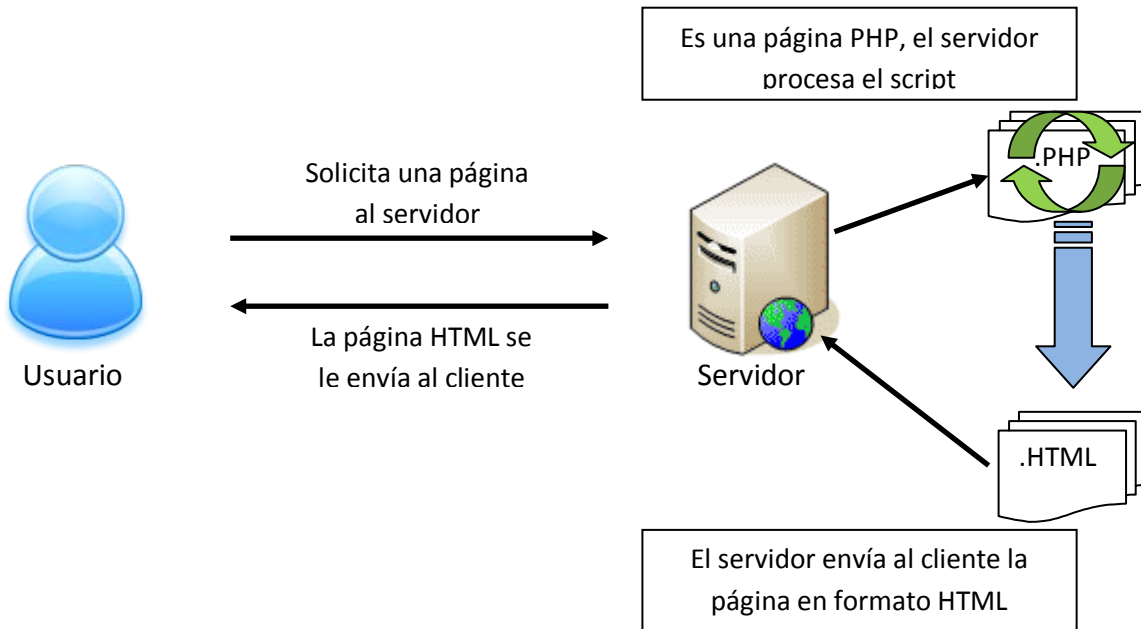 Es una página PHP, el servidor
procesa el script
.PHP
Solicita una página
al servidor
La página HTML se
le envía al cliente
Usuario
Servidor
.HTML
El servidor envía al cliente la
página en formato HTML